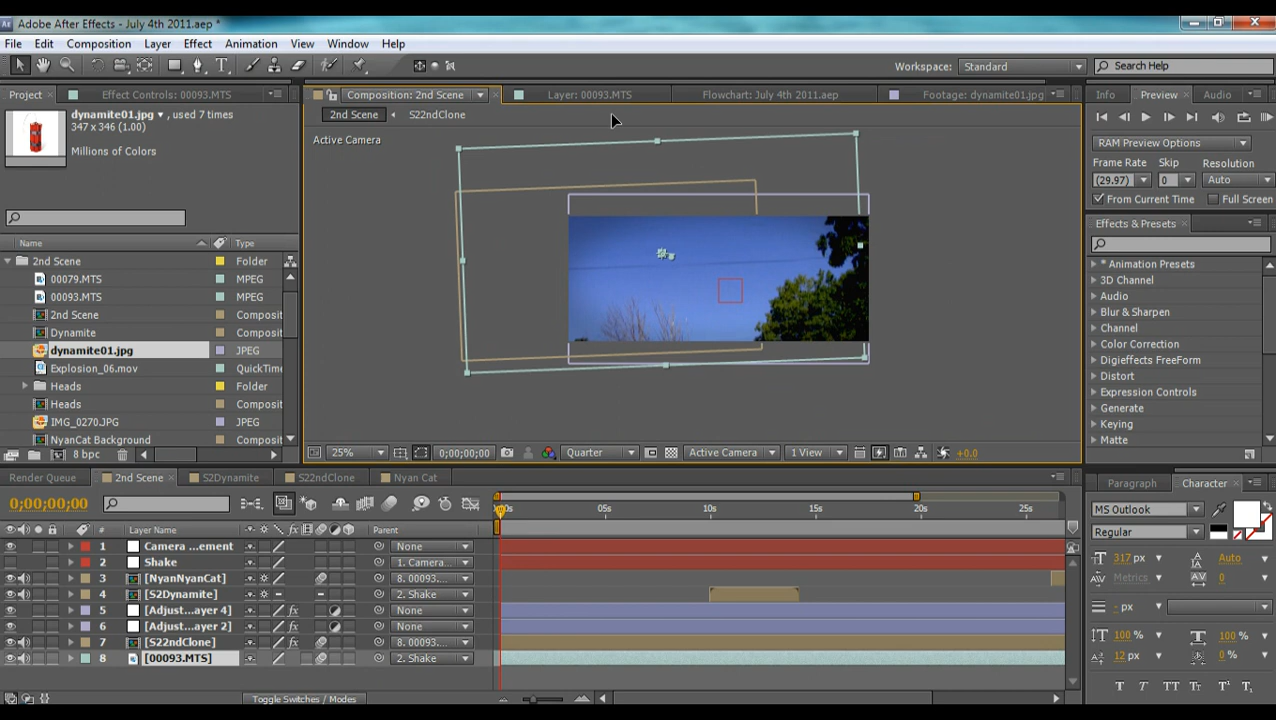 Ae Adobe After Effects - July 4th 2011.aep *
File Edit Composition Layer Effect Animation View Window Help
Workspace: Standard Search Help
Project Effect Controls: 00093.MTS
Composition: 2nd Scene Layer: 00093.MTS Flowchart: July 4th 2011.aep Footage: dynamite01.jpg
Info Preview Audio
dynamite01.jpg , used 7 times
347 x 346 (1.00)
Millions of Colors
2nd Scene S22ndClone
Active Camera
RAM Preview Options
Frame Rate Skip Resolution
(29.97) 0 Auto
From Current Time Full Screen
Effects & Presets
Name Type
2nd Scene Folder
00079.MTS MPEG
00093.MTS MPEG
2nd Scene Composit
Dynamite Composit
dynamite01.jpg JPEG
Explosion_06.mov QuickTime
Heads Folder
Heads Composit
IMG_0270.JPG JPEG
NyanCat Background Composit
8 bpc
* Animation Presets
3D Channel
Audio
Blur & Sharpen
Channel
Color Correction
Digieffects FreeForm
Distort
Expression Controls
Generate
Keying
Matte
25% 0;00;00;00 Quarter Active Camera 1 View +0.0
Render Queue 2nd Scene S2Dynamite S22ndClone Nyan Cat
0;00;00;00
05s 10s 15s 20s 25s
# Layer Name Parent
1 Camera ...ement None
2 Shake 1. Camera...
3 [NyanNyanCat] 8. 00093....
4 [S2Dynamite] 2. Shake
5 [Adjust...ayer 4] None
6 [Adjust...ayer 2] None
7 [S22ndClone] 8. 00093....
8 [00093.MTS] 2. Shake
Toggle Switches / Modes
Paragraph Character
MS Outlook
Regular
317 px Auto
Metrics 0
- px
100 % 100 %
12 px 0 %
T T TT Tt T¹ T₁